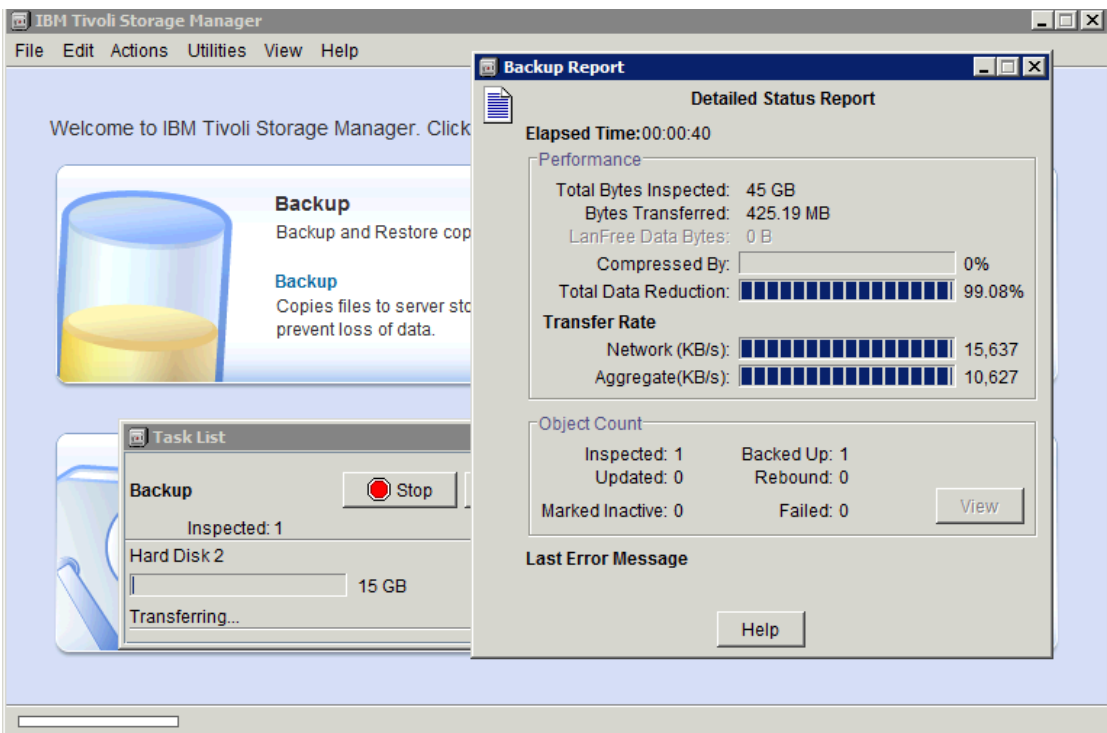 IBM Tivoli Storage Manager
File Edit Actions Utilities View Help
Welcome to IBM Tivoli Storage Manager. Click
Backup
Backup and Restore cop
Backup
Copies files to server sto
prevent loss of data.
Task List
Backup
Stop
Inspected: 1
Hard Disk 2
15 GB
Transferring...
Backup Report
Detailed Status Report
Elapsed Time:00:00:40
Performance
Total Bytes Inspected: 45 GB
Bytes Transferred: 425.19 MB
LanFree Data Bytes: 0 B
Compressed By: 0%
Total Data Reduction: 99.08%
Transfer Rate
Network (KB/s): 15,637
Aggregate(KB/s): 10,627
Object Count
Inspected: 1 Backed Up: 1
Updated: 0 Rebound: 0
Marked Inactive: 0 Failed: 0
View
Last Error Message
Help